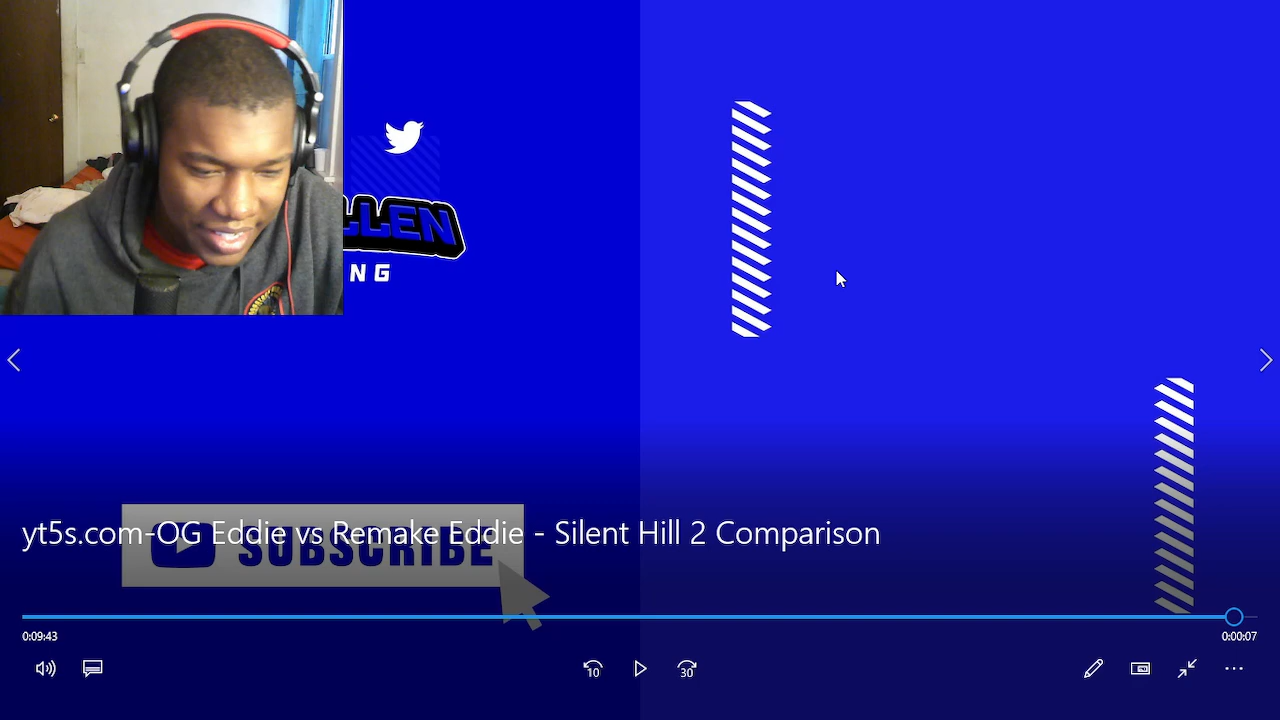 LLEN
NG
yt5s.com-OG Eddie vs Remake Eddie - Silent Hill 2 Comparison
SUBSCRIBE
0:09:43
0:00:07
10
30